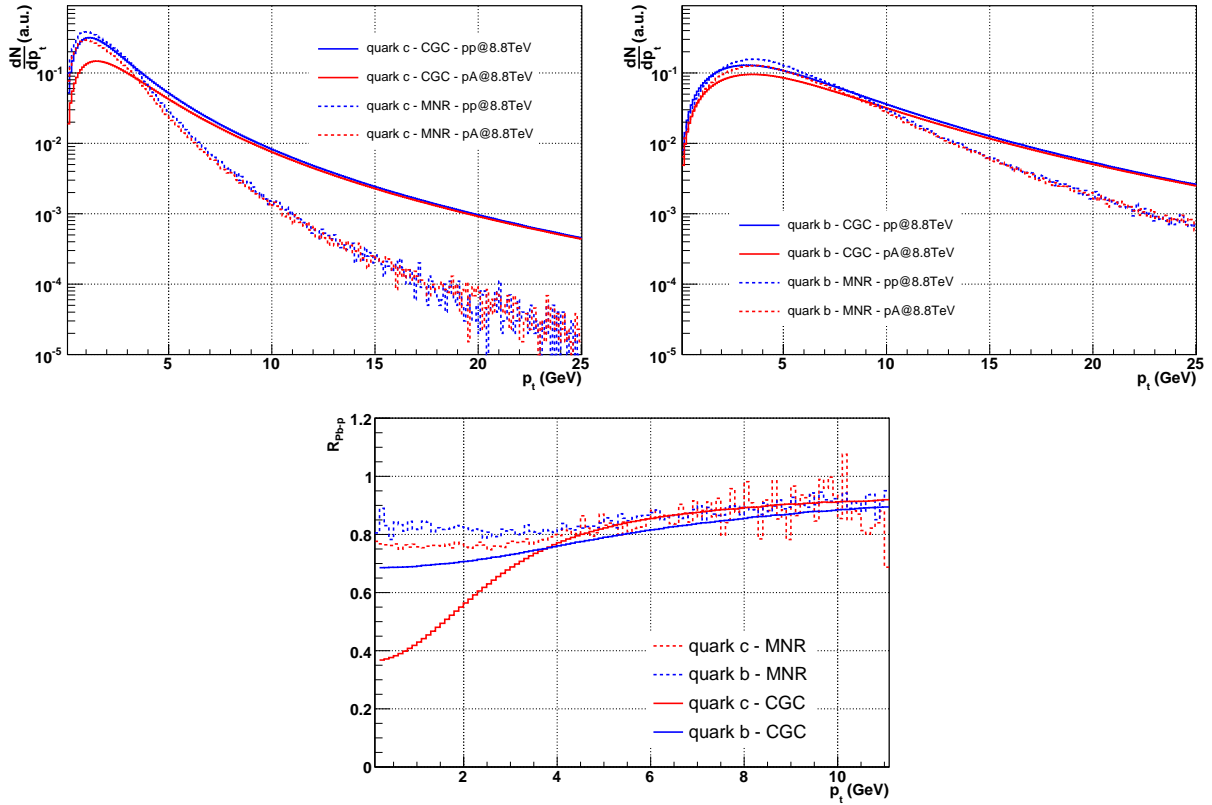 dN/dp_t (a.u.)
quark c - CGC - pp@8.8TeV
quark c - CGC - pA@8.8TeV
quark c - MNR - pp@8.8TeV
quark c - MNR - pA@8.8TeV
10^-1
10^-2
10^-3
10^-4
10^-5
5 10 15 20 25
p_t (GeV)
dN/dp_t (a.u.)
10^-1
10^-2
10^-3
quark b - CGC - pp@8.8TeV
quark b - CGC - pA@8.8TeV
quark b - MNR - pp@8.8TeV
quark b - MNR - pA@8.8TeV
10^-4
10^-5
5 10 15 20 25
p_t (GeV)
R_Pb-p
1.2
1
0.8
0.6
0.4
0.2
0
quark c - MNR
quark b - MNR
quark c - CGC
quark b - CGC
2 4 6 8 10
p_t (GeV)